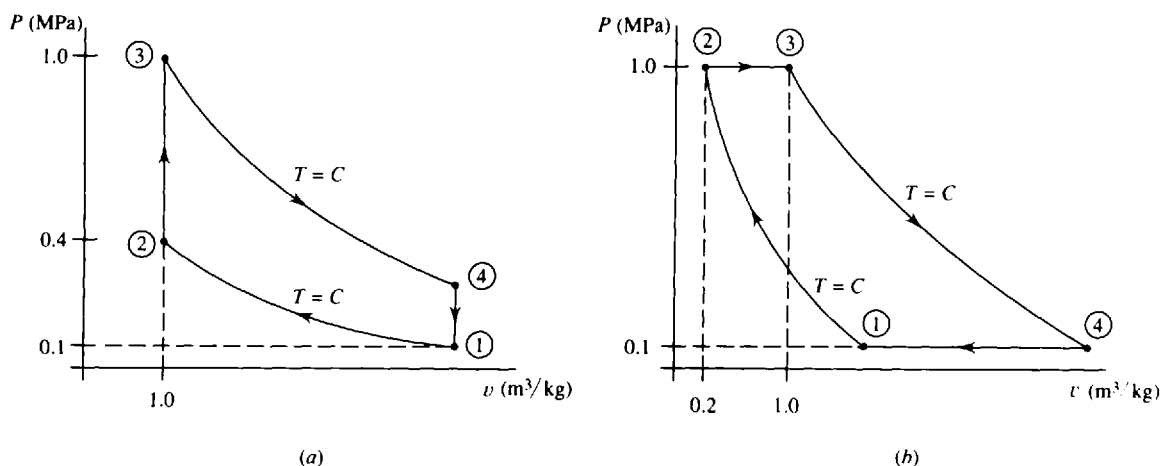 P (MPa)
1.0
0.4
0.1
3
2
4
1
T = C
T = C
1.0
υ (m³/kg)
(a)
P (MPa)
1.0
0.1
2
3
1
4
T = C
T = C
0.2
1.0
υ (m³/kg)
(b)